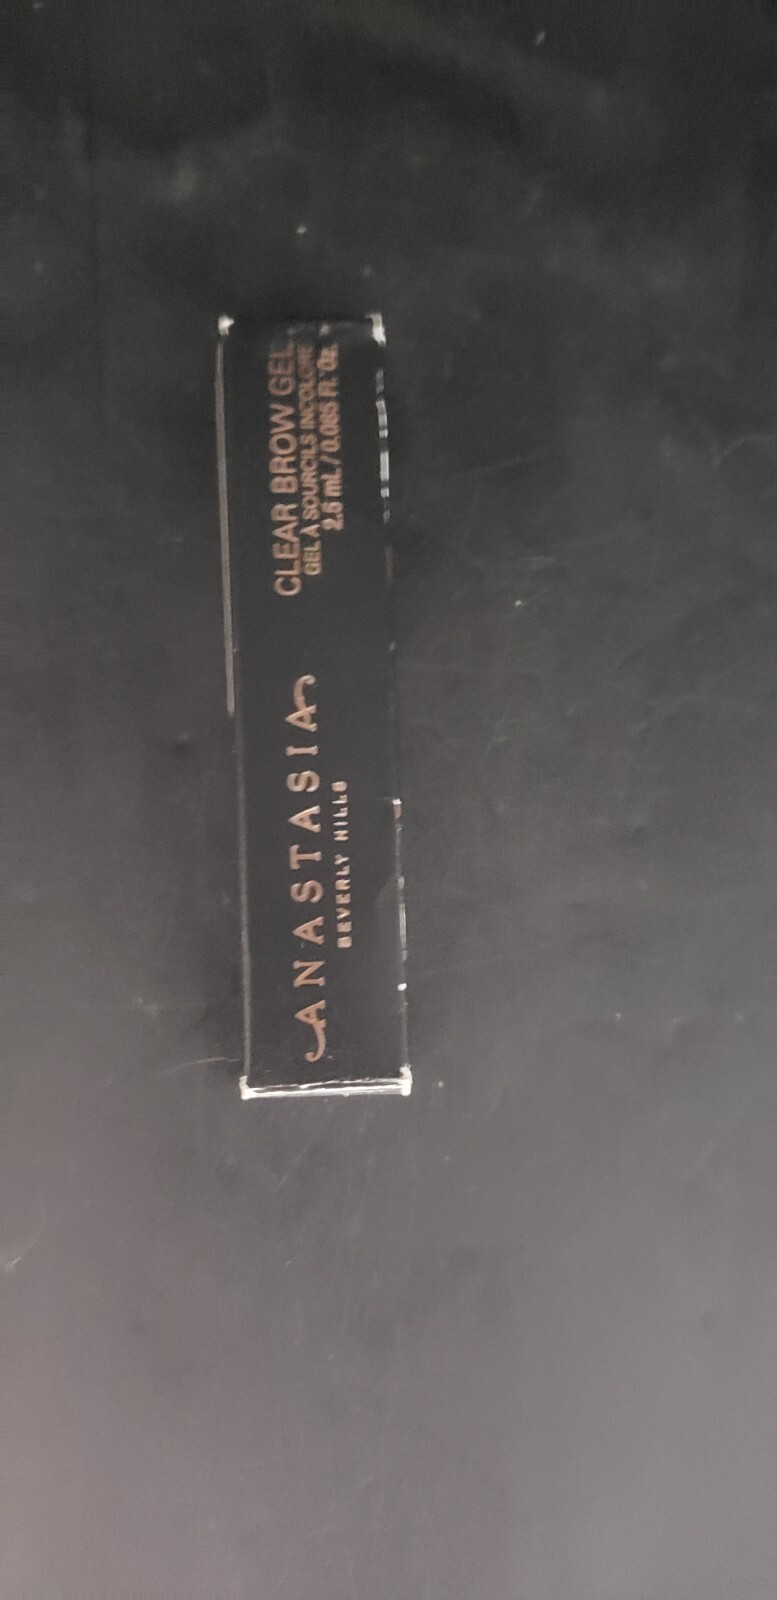 ANASTASIA
BEVERLY HILLS
CLEAR BROW GEL
GEL A SOURCILS INCOLORE
2.5 mL / 0.085 Fl. Oz.